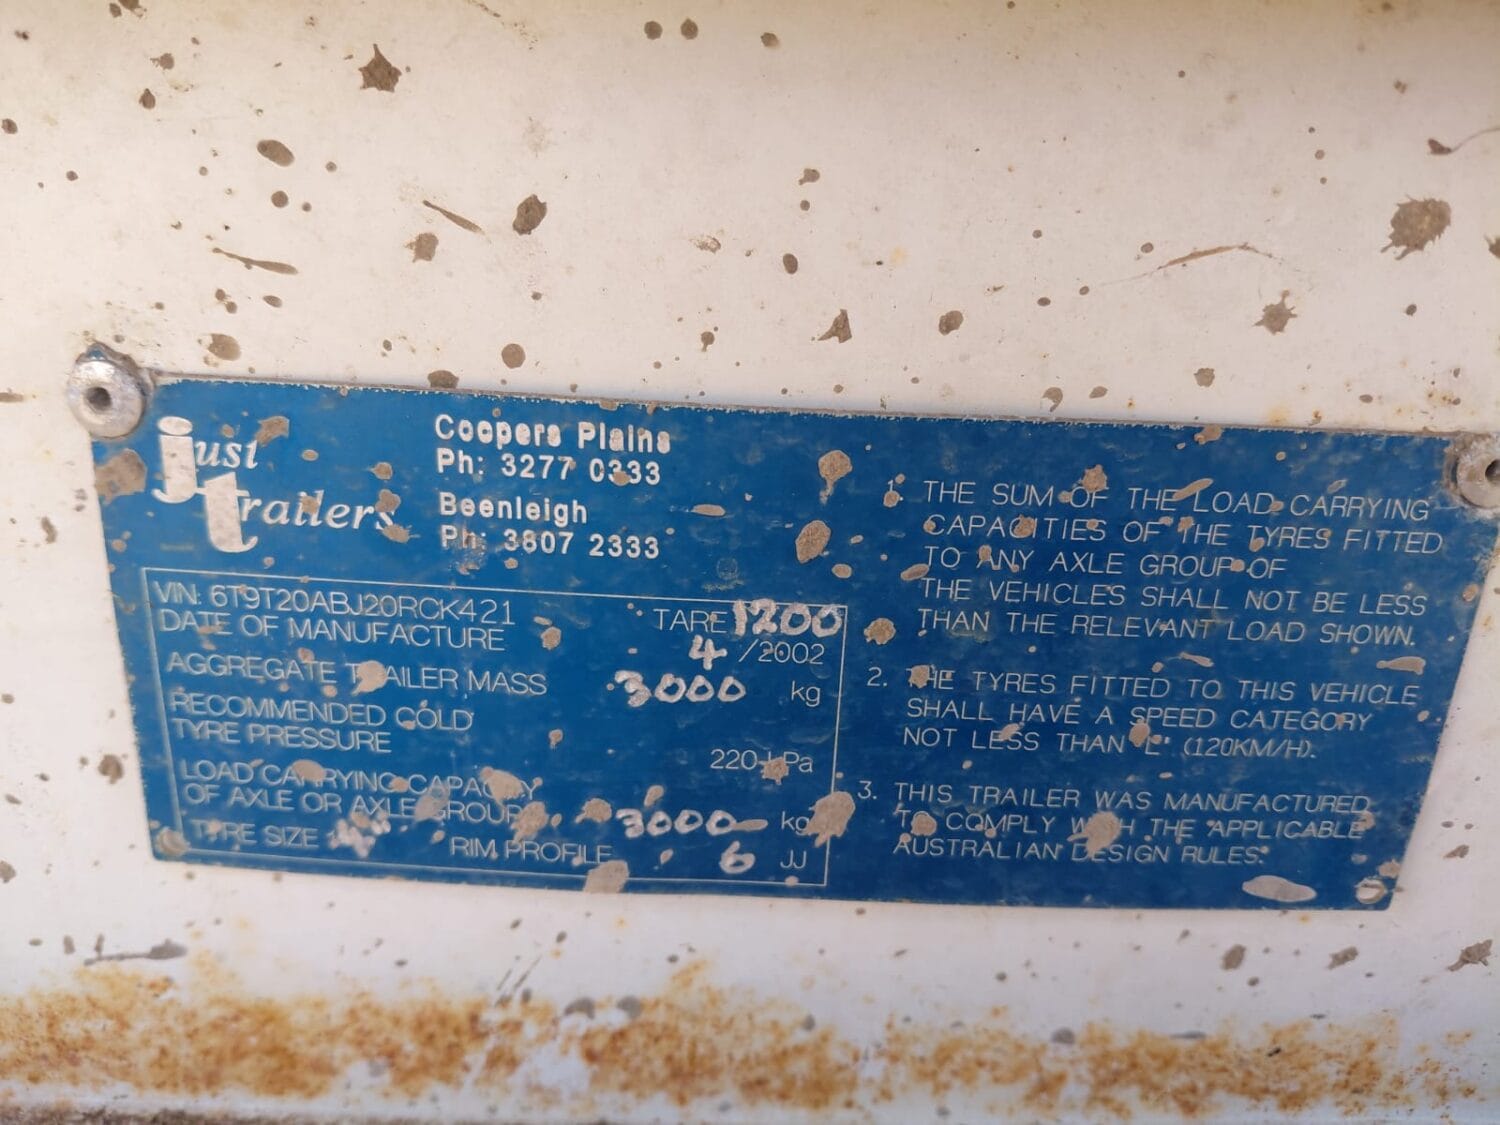 just
trailers
Coopers Plains
Ph: 3277 0333
Beenleigh
Ph: 3807 2333
VIN: 6T9T20ABJ20RCK421 TARE 1200
DATE OF MANUFACTURE 4 /2002
AGGREGATE TRAILER MASS 3000 kg
RECOMMENDED COLD
TYRE PRESSURE 220 kPa
LOAD CARRYING CAPACITY
OF AXLE OR AXLE GROUP 3000 kg
TYRE SIZE RIM PROFILE 6 JJ
1. THE SUM OF THE LOAD CARRYING
CAPACITIES OF THE TYRES FITTED
TO ANY AXLE GROUP OF
THE VEHICLES SHALL NOT BE LESS
THAN THE RELEVANT LOAD SHOWN.
2. THE TYRES FITTED TO THIS VEHICLE
SHALL HAVE A SPEED CATEGORY
NOT LESS THAN "L" (120KM/H).
3. THIS TRAILER WAS MANUFACTURED
TO COMPLY WITH THE APPLICABLE
AUSTRALIAN DESIGN RULES.